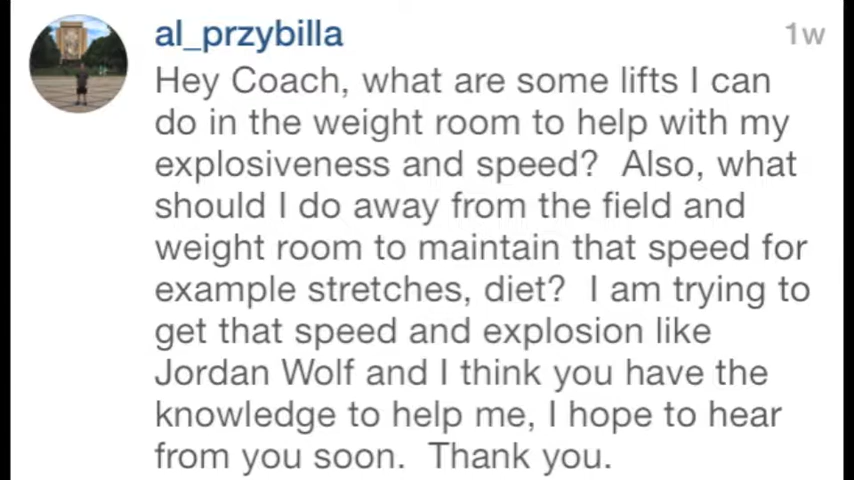 al_przybilla
1w
Hey Coach, what are some lifts I can
do in the weight room to help with my
explosiveness and speed?  Also, what
should I do away from the field and
weight room to maintain that speed for
example stretches, diet?  I am trying to
get that speed and explosion like
Jordan Wolf and I think you have the
knowledge to help me, I hope to hear
from you soon.  Thank you.